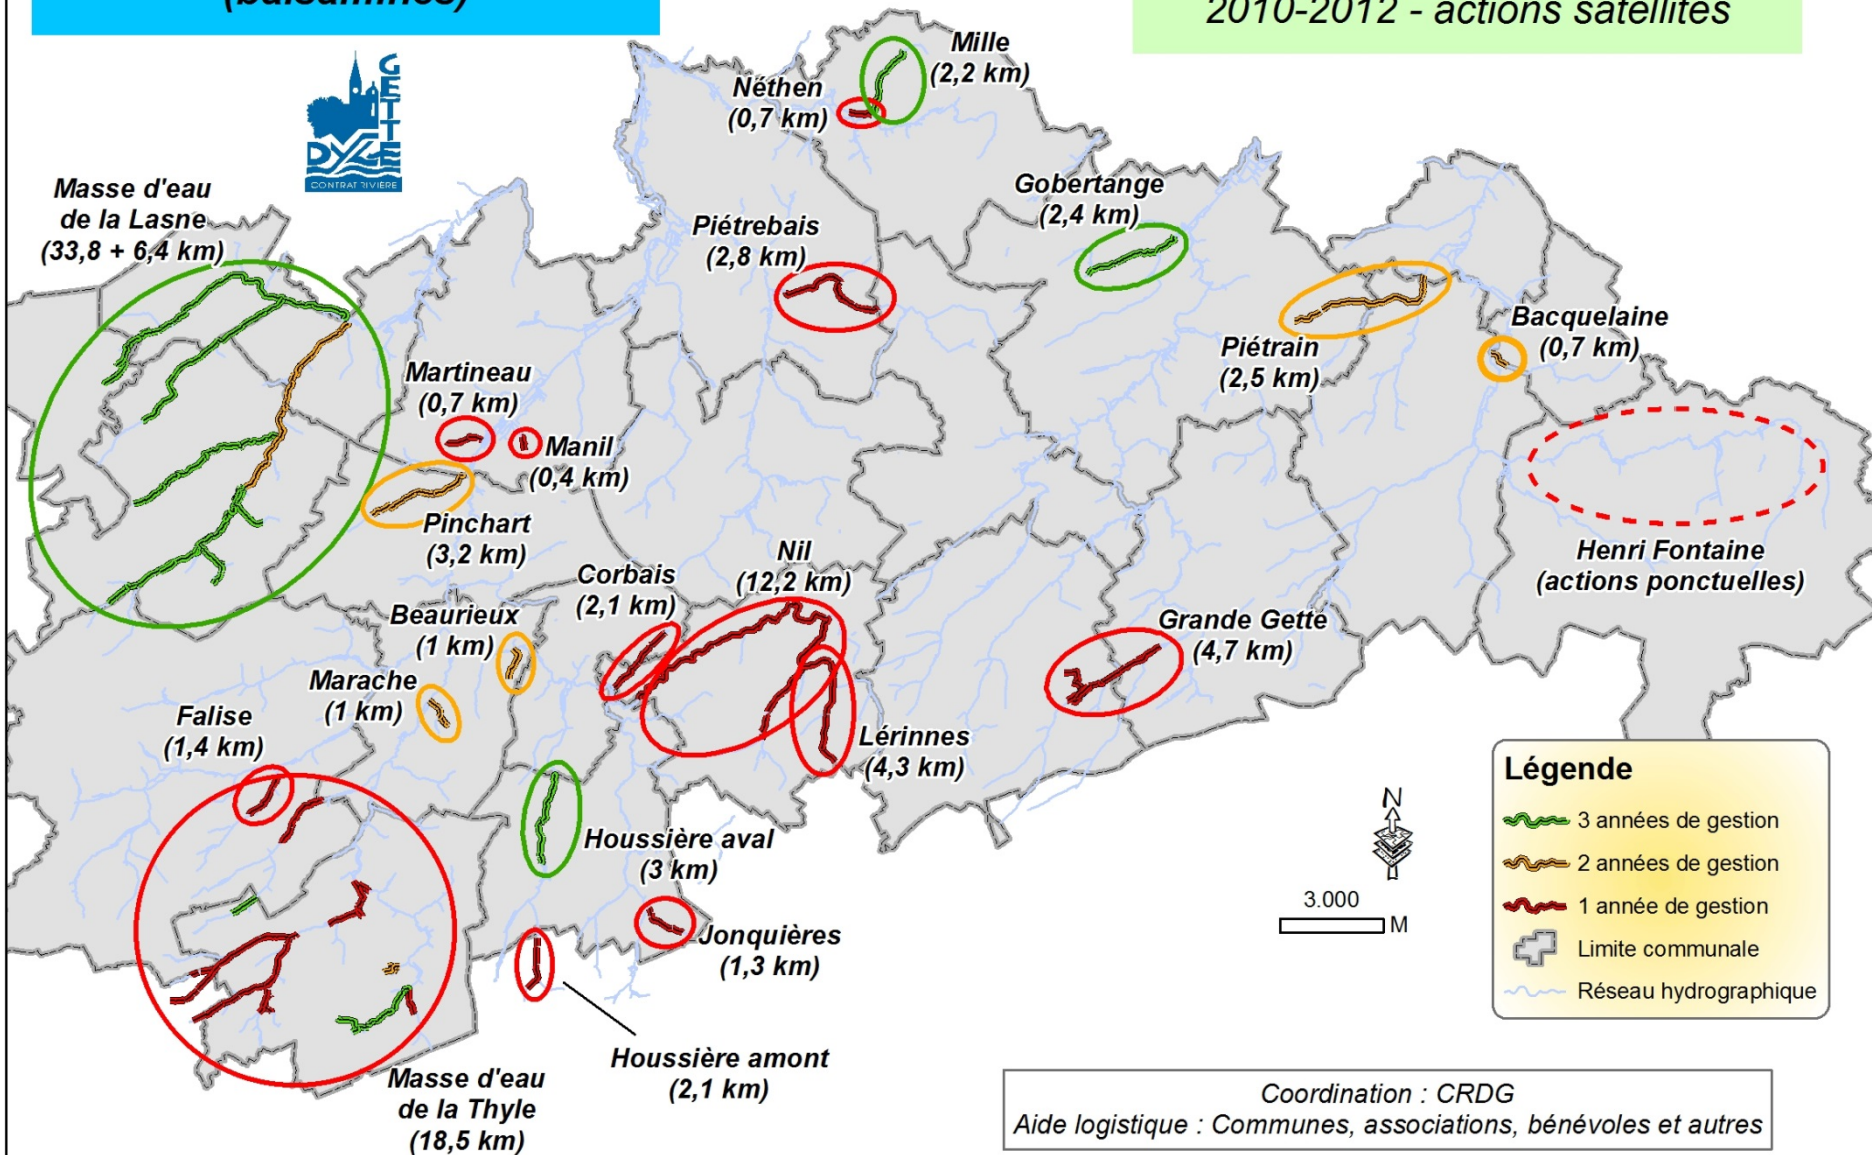 (balsamines)
2010-2012 - actions satellites
GETTE
DYLE
CONTRAT RIVIÈRE
Mille
(2,2 km)
Néthen
(0,7 km)
Masse d'eau
de la Lasne
(33,8 + 6,4 km)
Gobertange
(2,4 km)
Piétrebais
(2,8 km)
Bacquelaine
(0,7 km)
Piétrain
(2,5 km)
Martineau
(0,7 km)
Manil
(0,4 km)
Pinchart
(3,2 km)
Nil
(12,2 km)
Henri Fontaine
(actions ponctuelles)
Corbais
(2,1 km)
Beaurieux
(1 km)
Grande Gette
(4,7 km)
Marache
(1 km)
Falise
(1,4 km)
Lérinnes
(4,3 km)
Houssière aval
(3 km)
Jonquières
(1,3 km)
Houssière amont
(2,1 km)
Masse d'eau
de la Thyle
(18,5 km)
N
3.000
M
Légende
3 années de gestion
2 années de gestion
1 année de gestion
Limite communale
Réseau hydrographique
Coordination : CRDG
Aide logistique : Communes, associations, bénévoles et autres